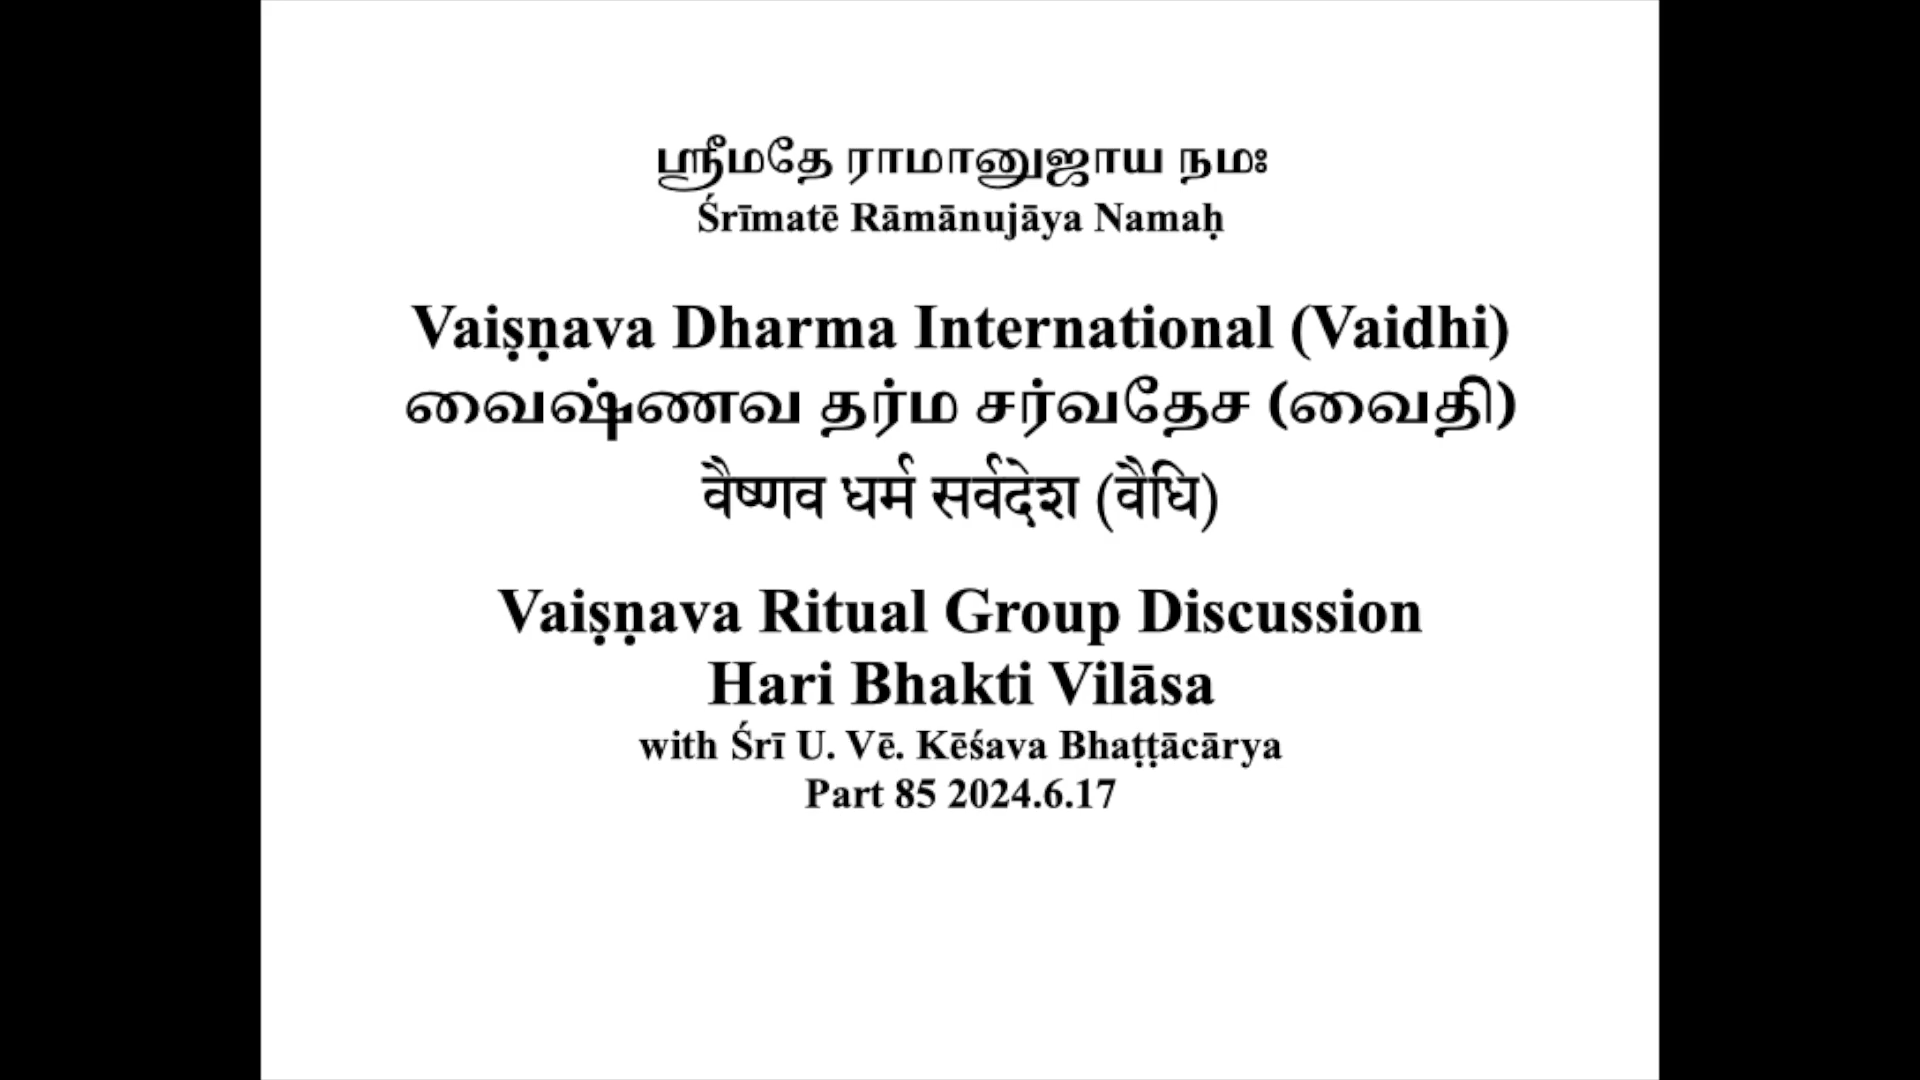 ஸ்ரீமதே ராமானுஜாய நமஃ
Śrīmatē Rāmānujāya Namaḥ
Vaiṣṇava Dharma International (Vaidhi)
வைஷ்ணவ தர்ம சர்வதேச (வைதி)
वैष्णव धर्म सर्वदेश (वैधि)
Vaiṣṇava Ritual Group Discussion
Hari Bhakti Vilāsa
with Śrī U. Vē. Kēśava Bhaṭṭācārya
Part 85 2024.6.17